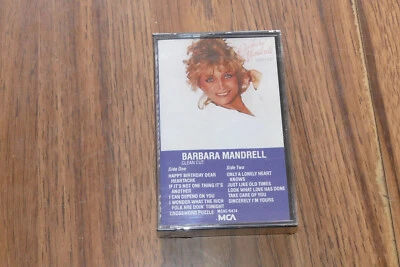 BARBARA MANDRELL
CLEAN CUT
Side One
HAPPY BIRTHDAY DEAR
HEARTACHE
IF IT'S NOT ONE THING IT'S
ANOTHER
I CAN DEPEND ON YOU
I WONDER WHAT THE RICH
FOLK ARE DOIN' TONIGHT
CROSSWORD PUZZLE
Side Two
ONLY A LONELY HEART
KNOWS
JUST LIKE OLD TIMES
LOOK WHAT LOVE HAS DONE
TAKE CARE OF YOU
SINCERELY I'M YOURS
MCA